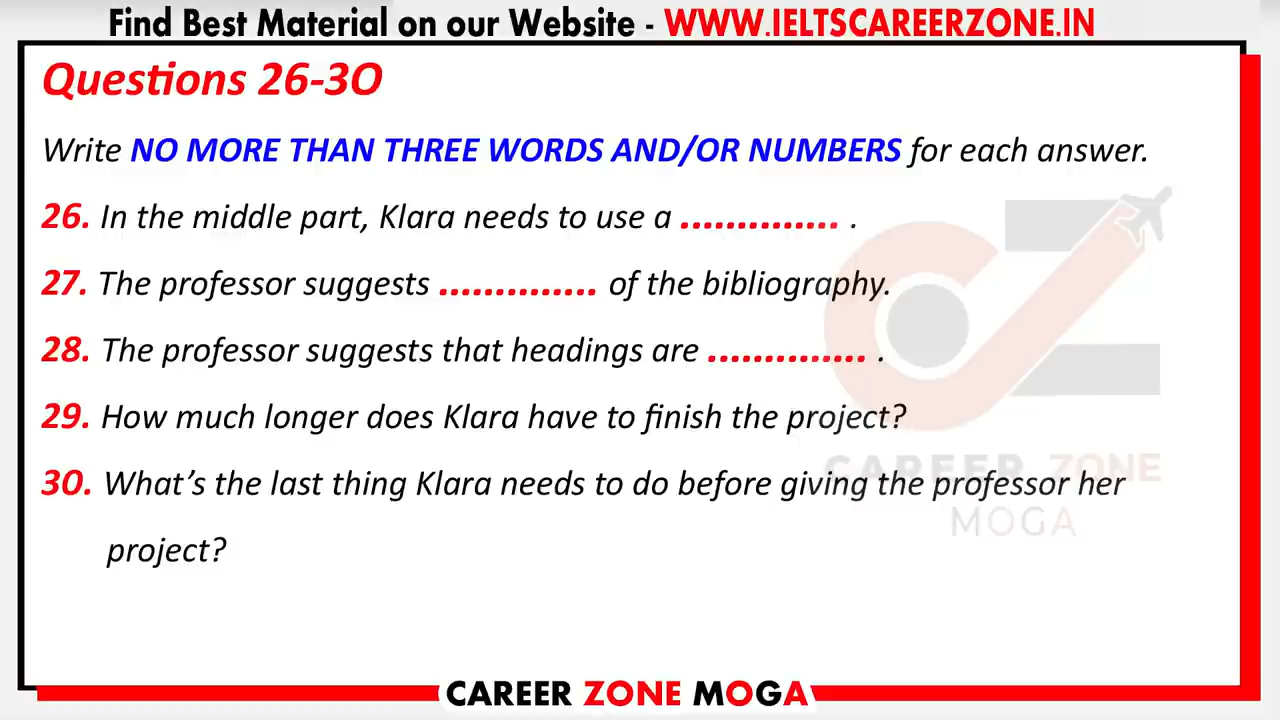 Find Best Material on our Website - WWW.IELTSCAREERZONE.IN
Questions 26-3O
Write NO MORE THAN THREE WORDS AND/OR NUMBERS for each answer.
26. In the middle part, Klara needs to use a .............. .
27. The professor suggests .............. of the bibliography.
28. The professor suggests that headings are .............. .
29. How much longer does Klara have to finish the project?
CAREER ZONE
30. What's the last thing Klara needs to do before giving the professor her
MOGA
project?
CAREER ZONE MOGA